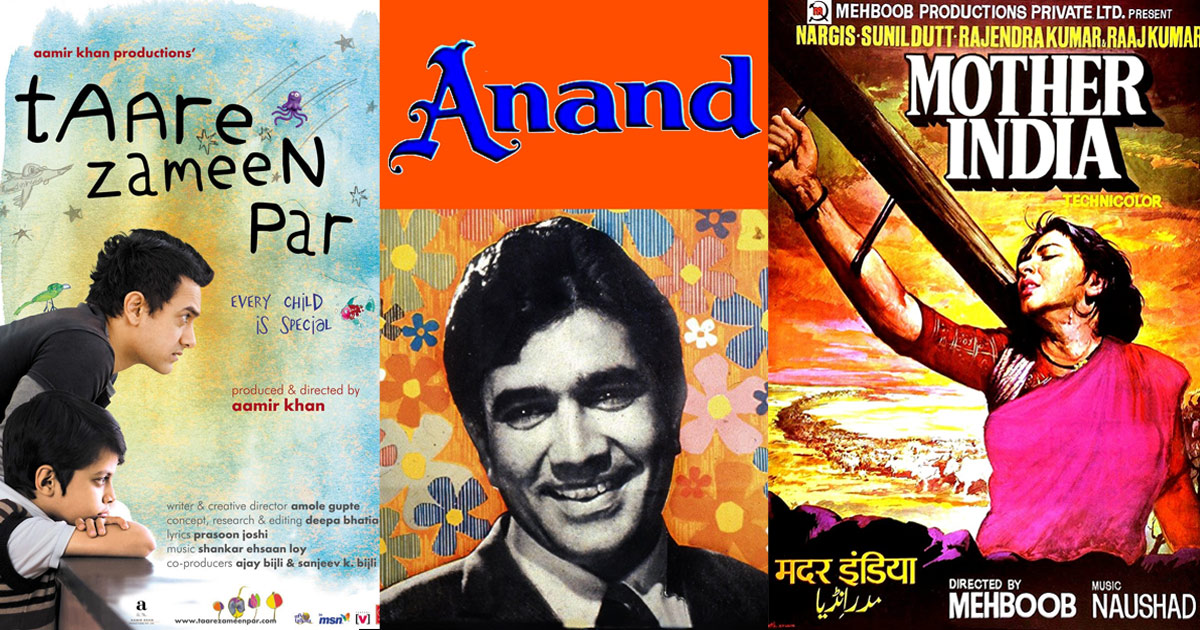 aamir khan productions'
tAAre
zameeN
Par
EVERY CHILD
IS SPECIAL
produced & directed by
aamir khan
writer & creative director amole gupte
concept, research & editing deepa bhatia
lyrics prasoon joshi
music shankar ehsaan loy
co-producers ajay bijli & sanjeev k. bijli
www.taarezameenpar.com
msn
[v]
Anand
MEHBOOB PRODUCTIONS PRIVATE LTD. PRESENT
NARGIS·SUNIL DUTT·RAJENDRA KUMAR & RAAJ KUMAR
MOTHER
INDIA
TECHNICOLOR
मदर इंडिया
مدر انڈیا
DIRECTED BY
MEHBOOB
MUSIC
NAUSHAD